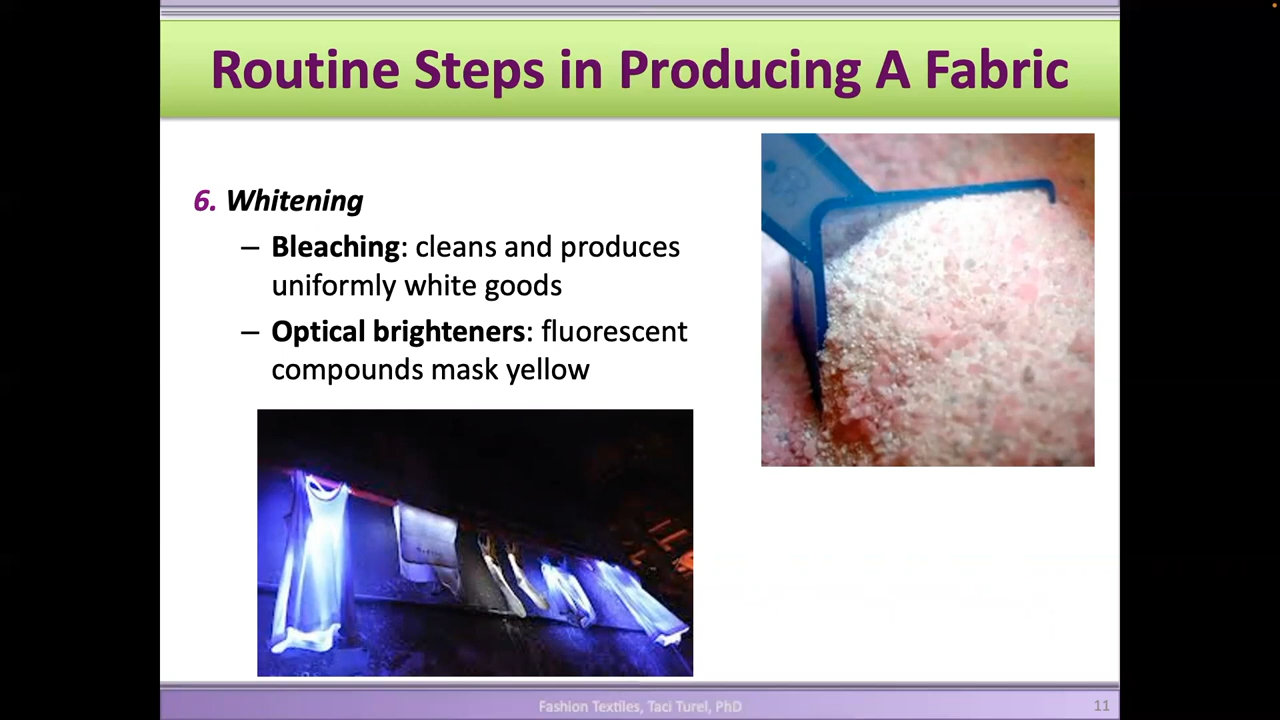 Routine Steps in Producing A Fabric
6. Whitening
– Bleaching: cleans and produces
uniformly white goods
– Optical brighteners: fluorescent
compounds mask yellow
Fashion Textiles, Taci Turel, PhD
11